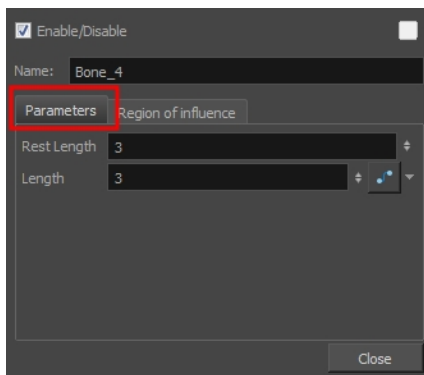 Enable/Disable
Name: Bone_4
Parameters Region of influence
Rest Length 3
Length 3
Close